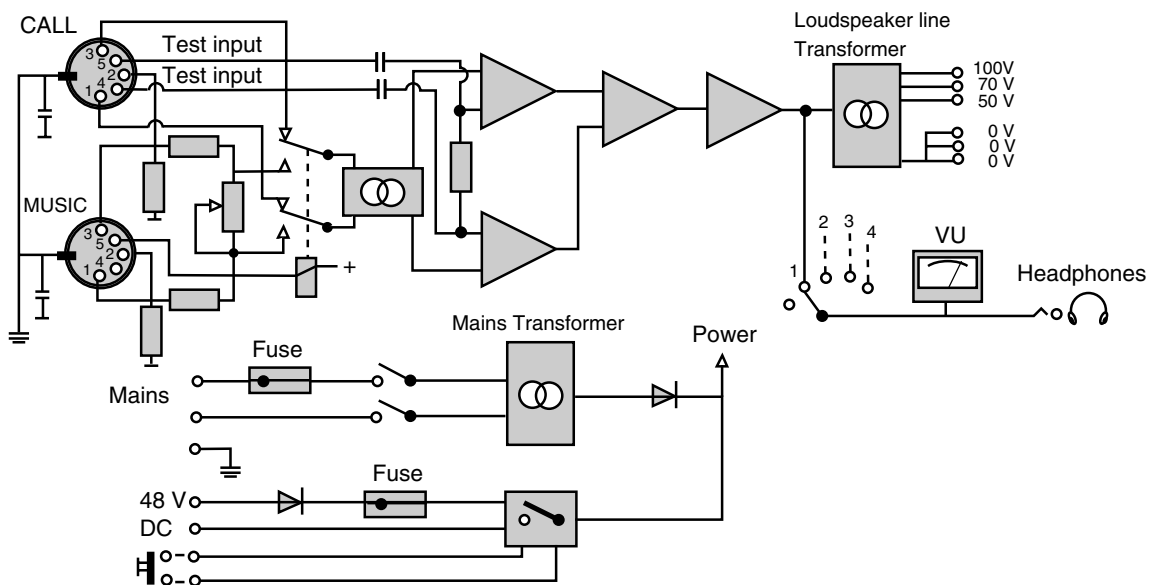 CALL
3
5
2
4
1
Test input
Test input
MUSIC
3
5
2
4
1
+
Loudspeaker line
Transformer
100V
70 V
50 V
0 V
0 V
0 V
1
2
3
4
VU
Headphones
Mains Transformer
Power
Fuse
Mains
Fuse
48 V
DC